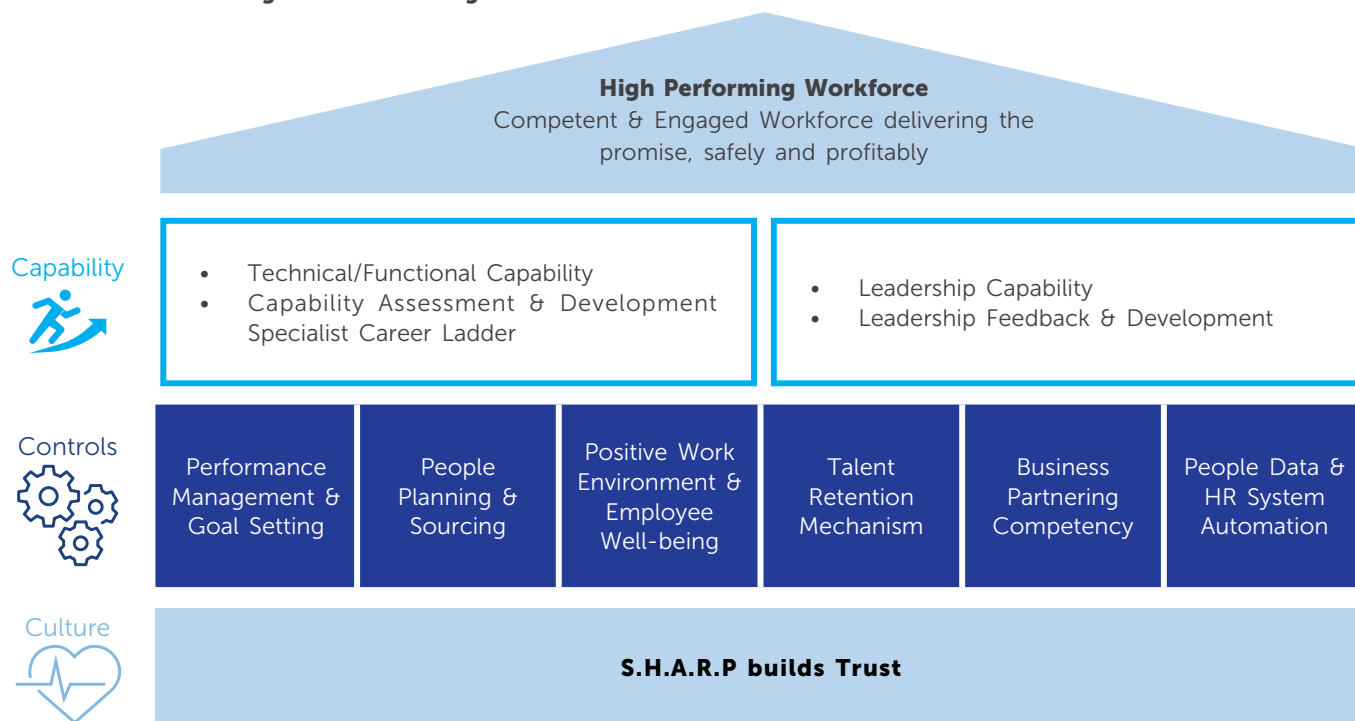 High Performing Workforce
Competent & Engaged Workforce delivering the
promise, safely and profitably
Capability
• Technical/Functional Capability
• Capability Assessment & Development
Specialist Career Ladder
• Leadership Capability
• Leadership Feedback & Development
Controls
Performance
Management &
Goal Setting
People
Planning &
Sourcing
Positive Work
Environment &
Employee
Well-being
Talent
Retention
Mechanism
Business
Partnering
Competency
People Data &
HR System
Automation
Culture
S.H.A.R.P builds Trust